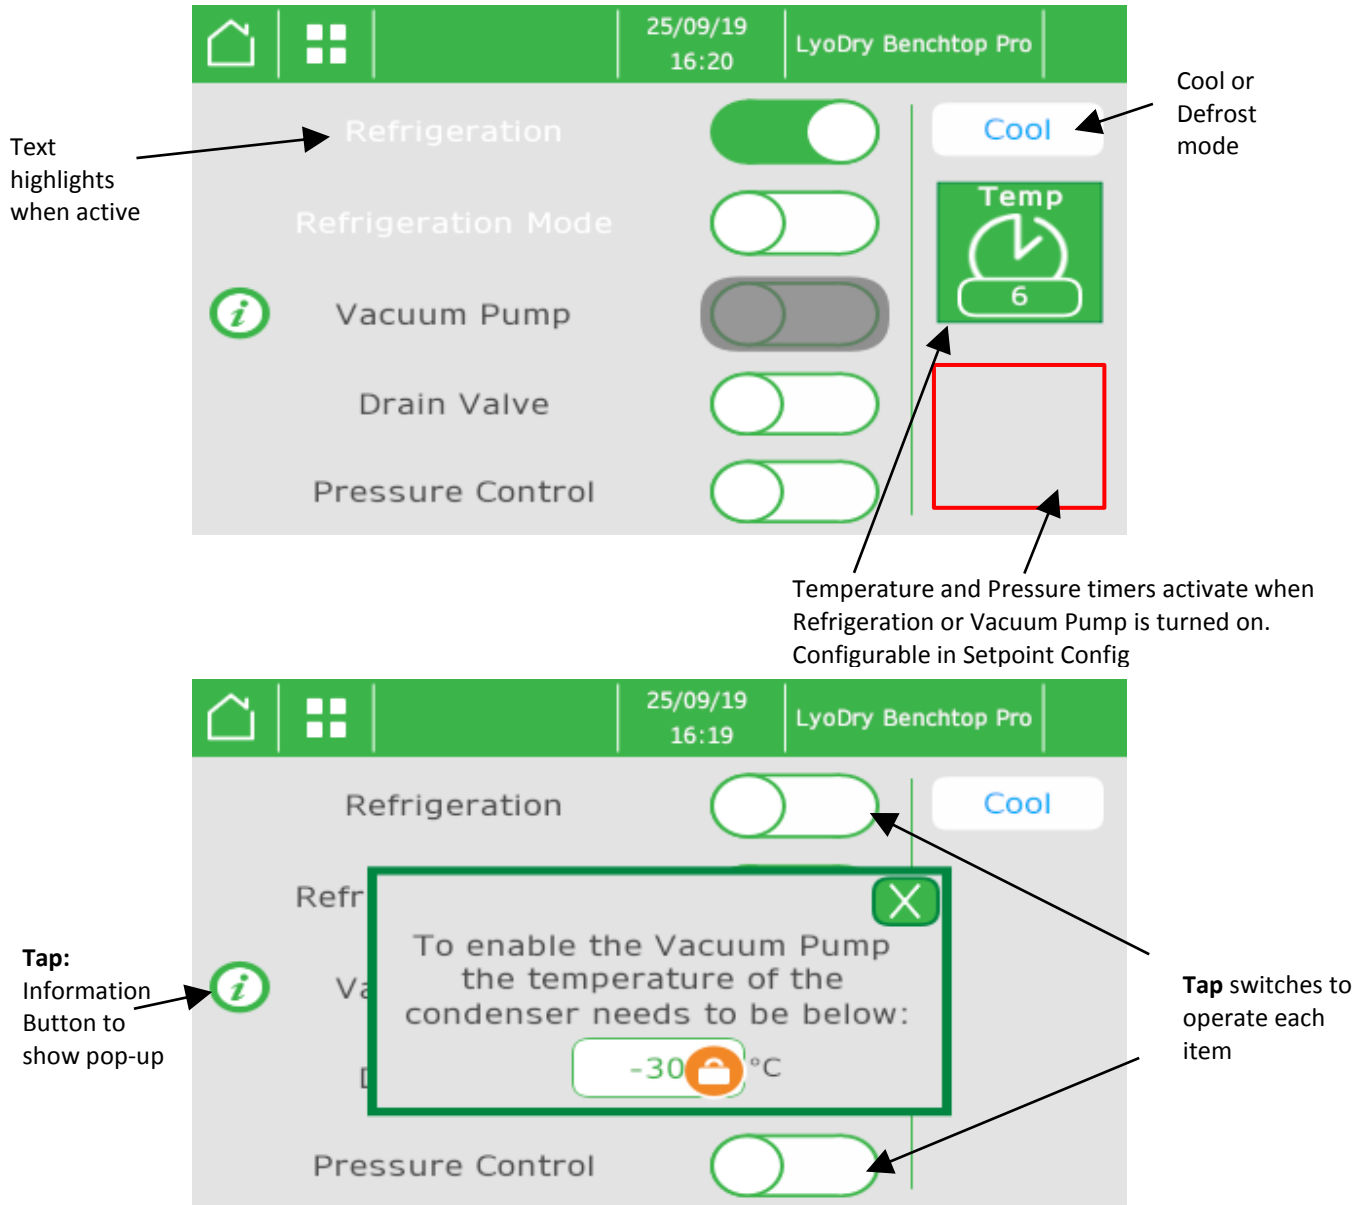 25/09/19
16:20
LyoDry Benchtop Pro
Text
highlights
when active
Refrigeration
Cool
Cool or
Defrost
mode
Refrigeration Mode
Temp
6
i
Vacuum Pump
Drain Valve
Pressure Control
Temperature and Pressure timers activate when
Refrigeration or Vacuum Pump is turned on.
Configurable in Setpoint Config
25/09/19
16:19
LyoDry Benchtop Pro
Refrigeration
Cool
Refr
X
To enable the Vacuum Pump
the temperature of the
condenser needs to be below:
-30 °C
Tap:
Information
Button to
show pop-up
i
Va
D
Pressure Control
Tap switches to
operate each
item